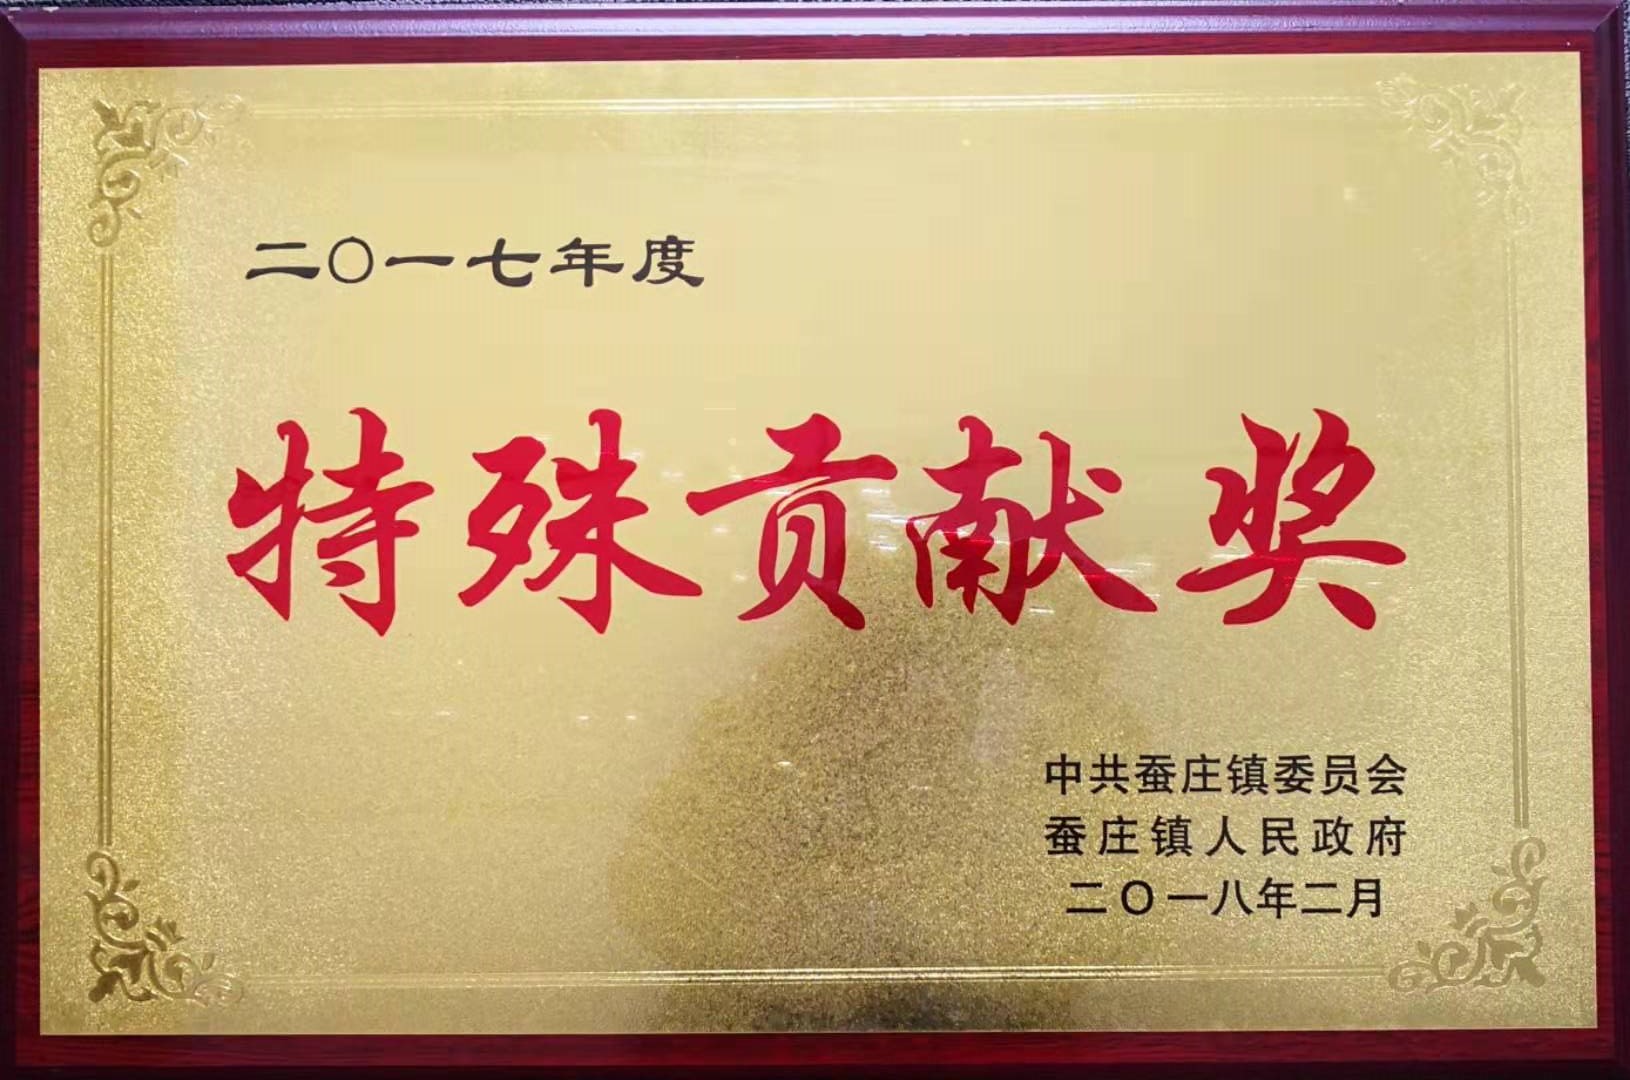 二〇一七年度
特殊贡献奖
中共蚕庄镇委员会
蚕庄镇人民政府
二〇一八年二月